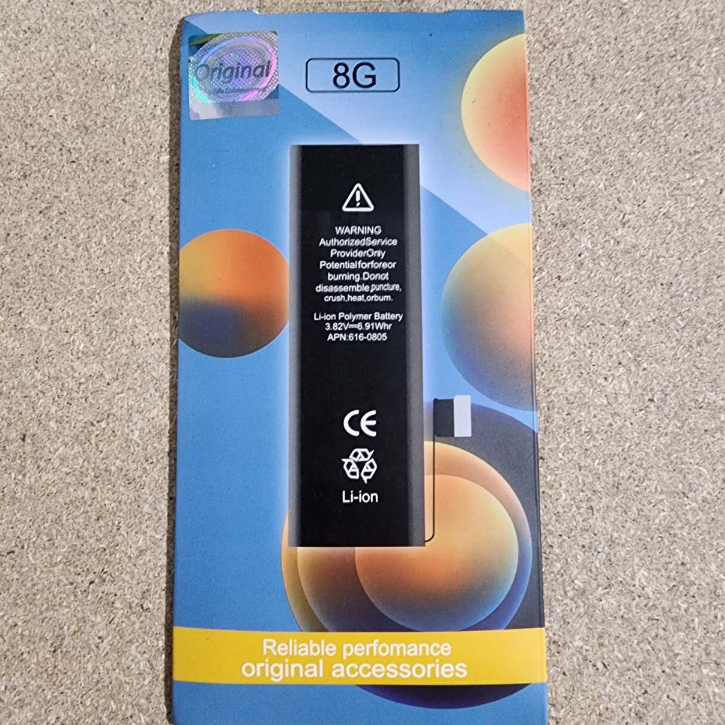 Original
8G
WARNING
AuthorizedService
ProviderOnly
Potentialforforeor
burning.Donot
disassemble,puncture,
crush,heat,orbum.
Li-ion Polymer Battery
3.82V⎓6.91Whr
APN:616-0805
CE
Li-ion
Reliable perfomance
original accessories